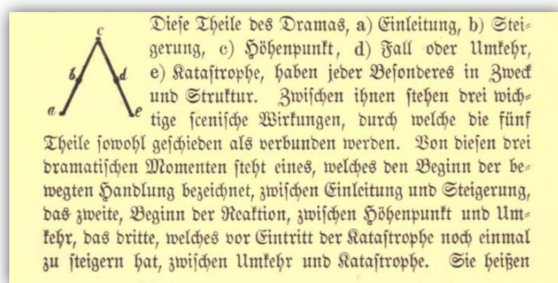 c
Dieſe Theile des Dramas, a) Einleitung, b) Stei⸗
gerung, c) Höhenpunkt, d) Fall oder Umkehr,
b d
e) Kataſtrophe, haben jeder Beſonderes in Zweck
und Struktur. Zwiſchen ihnen ſtehen drei wich⸗
a e
tige ſceniſche Wirkungen, durch welche die fünf
Theile ſowohl geſchieden als verbunden werden. Von dieſen drei
dramatiſchen Momenten ſteht eines, welches den Beginn der be⸗
wegten Handlung bezeichnet, zwiſchen Einleitung und Steigerung,
das zweite, Beginn der Reaktion, zwiſchen Höhenpunkt und Um⸗
kehr, das dritte, welches vor Eintritt der Kataſtrophe noch einmal
zu ſteigern hat, zwiſchen Umkehr und Kataſtrophe. Sie heißen